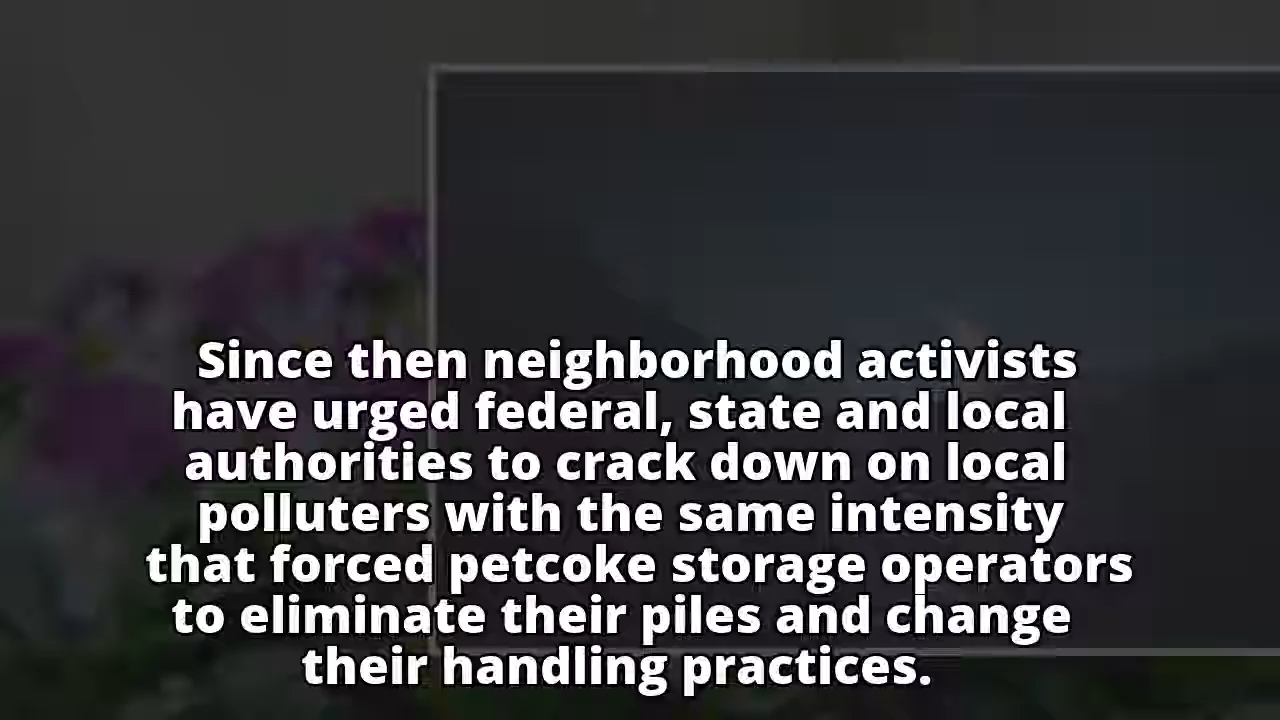 Since then neighborhood activists
have urged federal, state and local
authorities to crack down on local
polluters with the same intensity
that forced petcoke storage operators
to eliminate their piles and change
their handling practices.